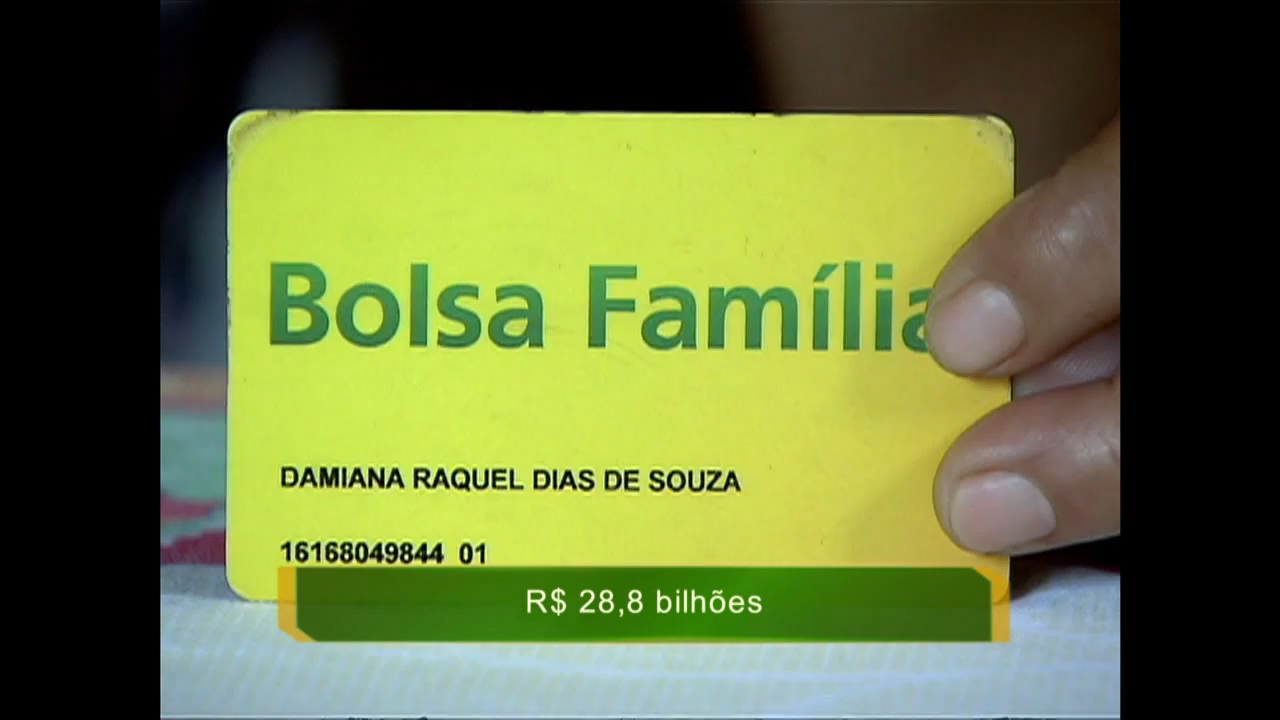 Bolsa Família
DAMIANA RAQUEL DIAS DE SOUZA
16168049844 01
R$ 28,8 bilhões